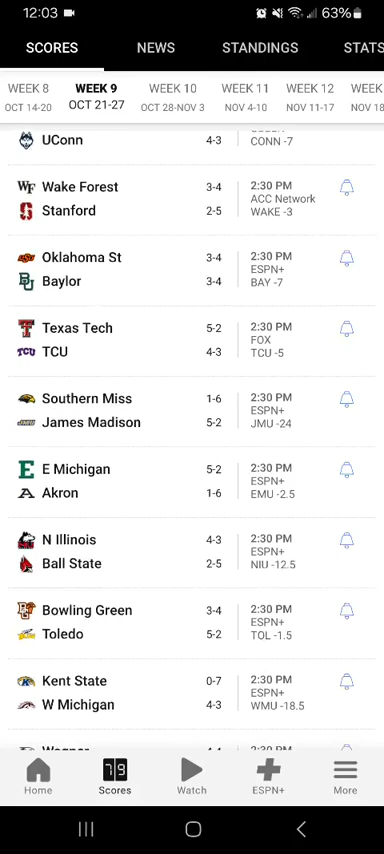 12:03 63%
SCORES NEWS STANDINGS STATS
WEEK 8 WEEK 9 WEEK 10 WEEK 11 WEEK 12 WEEK
OCT 14-20 OCT 21-27 OCT 28-NOV 3 NOV 4-10 NOV 11-17 NOV 18
UConn 4-3 CONN -7
Wake Forest 3-4 2:30 PM
ACC Network
Stanford 2-5 WAKE -3
Oklahoma St 3-4 2:30 PM
ESPN+
Baylor 3-4 BAY -7
Texas Tech 5-2 2:30 PM
FOX
TCU 4-3 TCU -5
Southern Miss 1-6 2:30 PM
ESPN+
James Madison 5-2 JMU -24
E Michigan 5-2 2:30 PM
ESPN+
Akron 1-6 EMU -2.5
N Illinois 4-3 2:30 PM
ESPN+
Ball State 2-5 NIU -12.5
Bowling Green 3-4 2:30 PM
ESPN+
Toledo 5-2 TOL -1.5
Kent State 0-7 2:30 PM
ESPN+
W Michigan 4-3 WMU -18.5
Wagner 2:30 PM
Home Scores Watch ESPN+ More